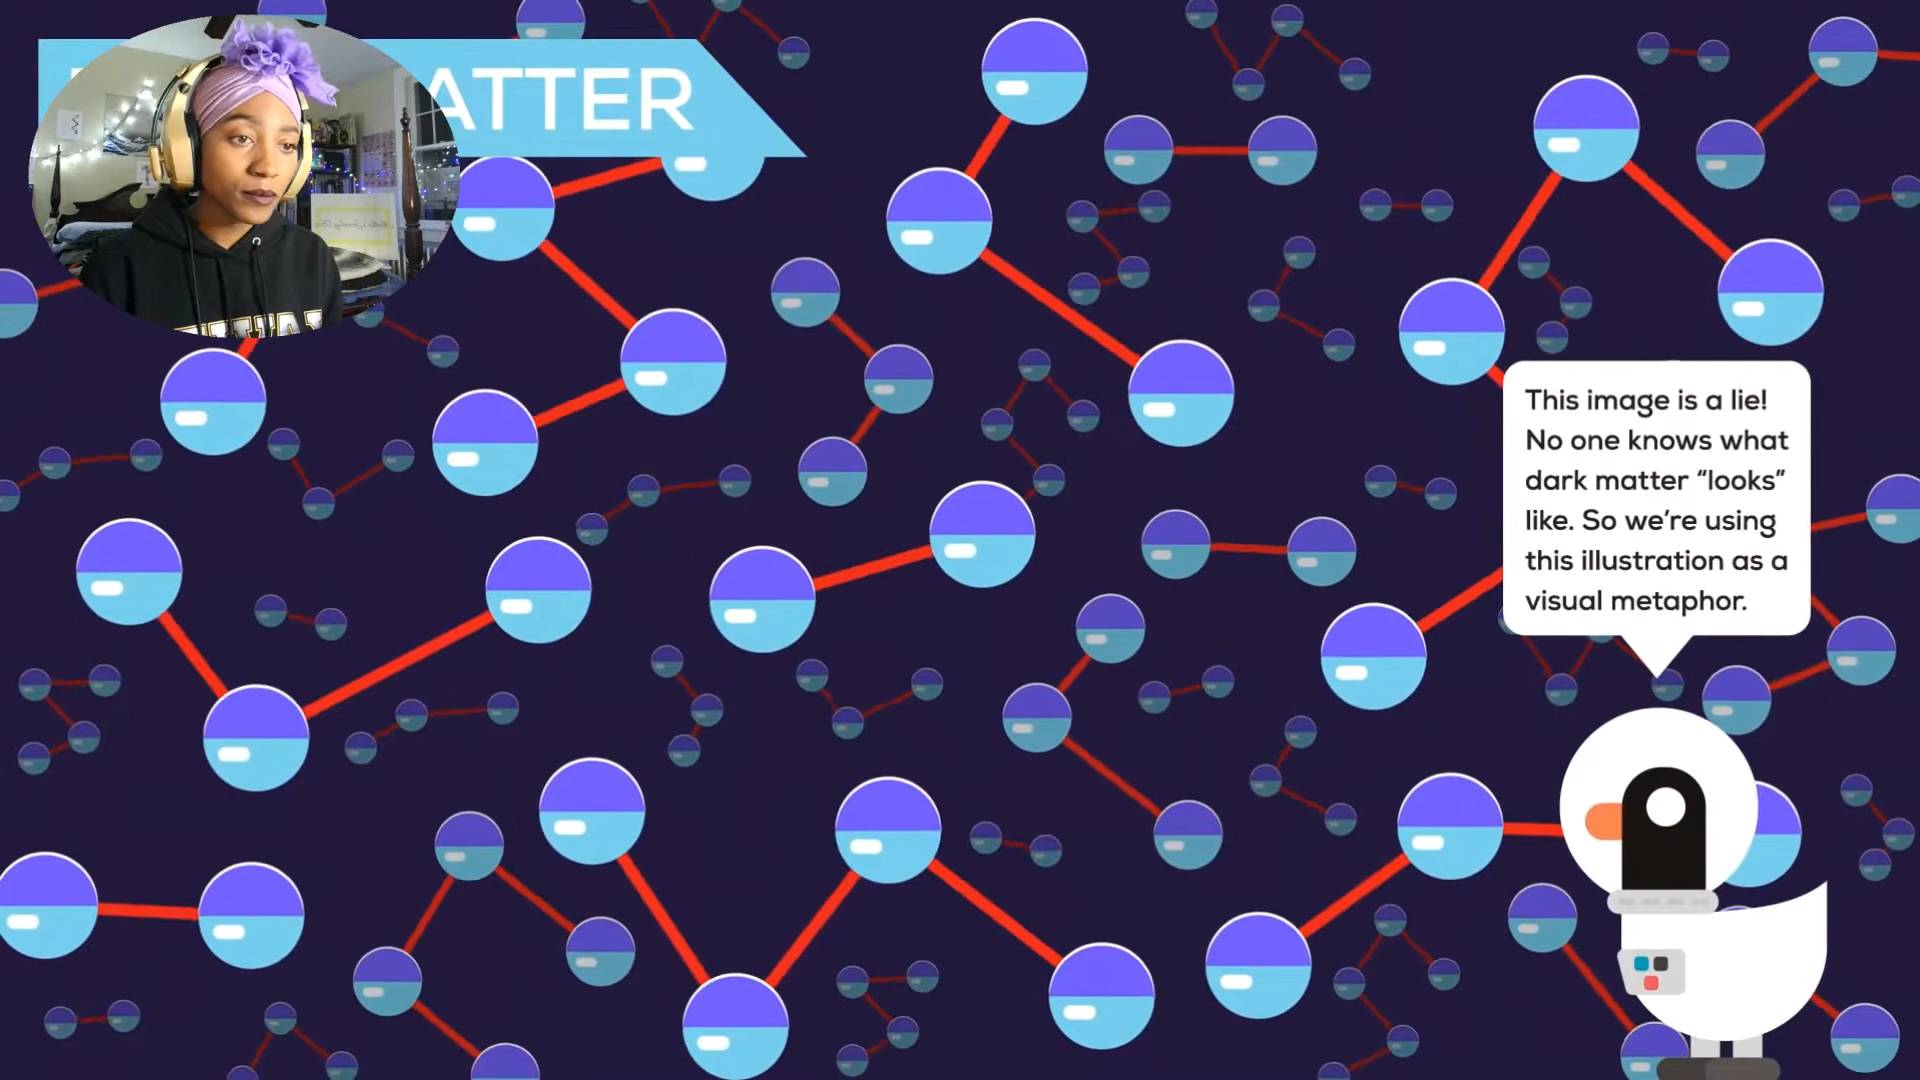 ATTER
This image is a lie!
No one knows what
dark matter “looks”
like. So we’re using
this illustration as a
visual metaphor.